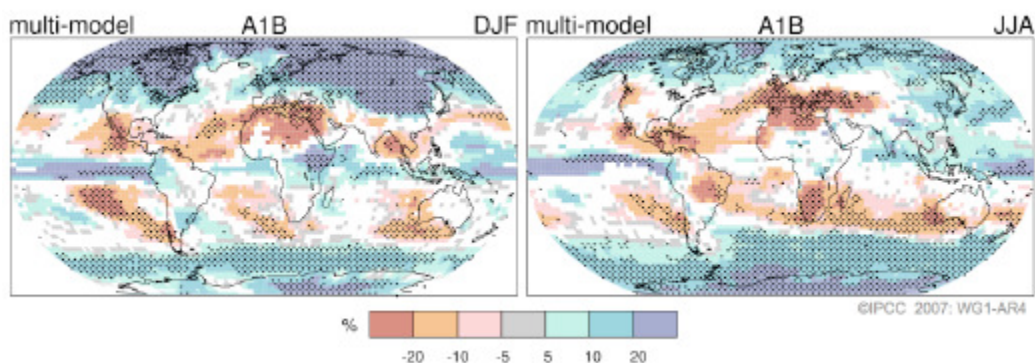 multi-model A1B DJF
multi-model A1B JJA
©IPCC 2007: WG1-AR4
%
-20 -10 -5 5 10 20